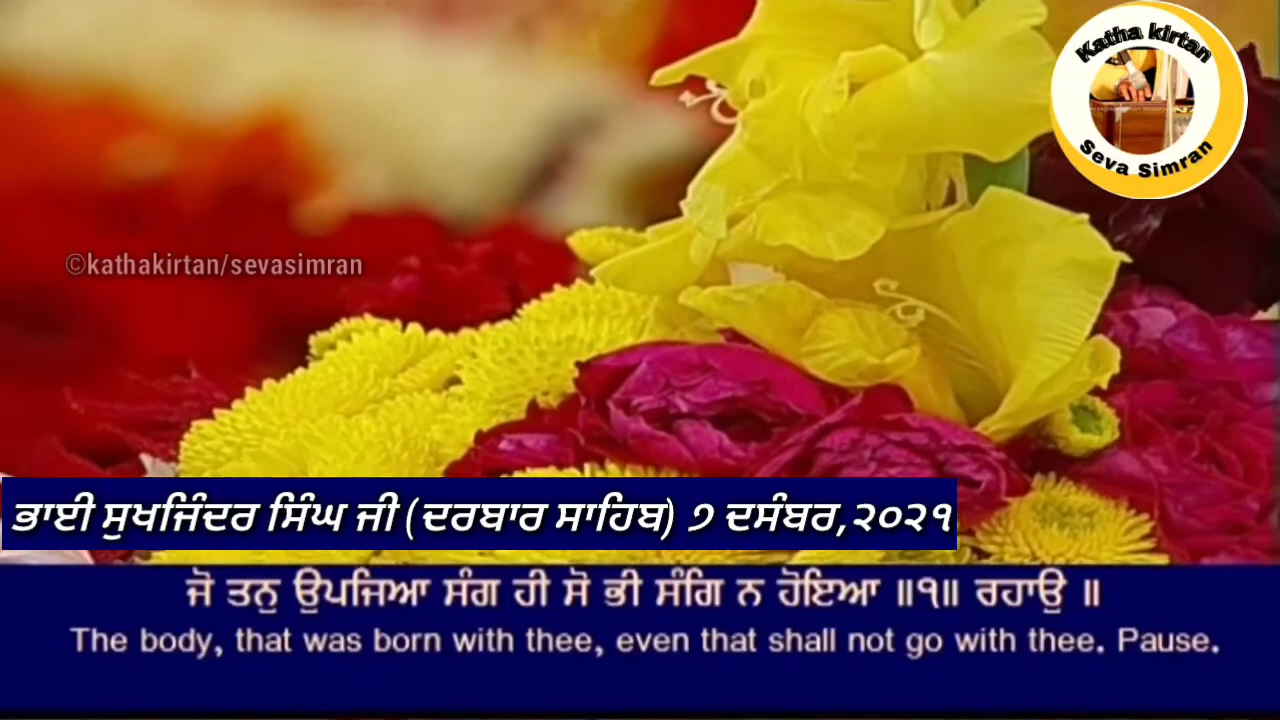 Katha kirtan
Seva Simran
©kathakirtan/sevasimran
ਭਾਈ ਸੁਖਜਿੰਦਰ ਸਿੰਘ ਜੀ (ਦਰਬਾਰ ਸਾਹਿਬ) ੭ ਦਸੰਬਰ,੨੦੨੧
ਜੋ ਤਨੁ ਉਪਜਿਆ ਸੰਗ ਹੀ ਸੋ ਭੀ ਸੰਗਿ ਨ ਹੋਇਆ ॥੧॥ ਰਹਾਉ ॥
The body, that was born with thee, even that shall not go with thee. Pause.